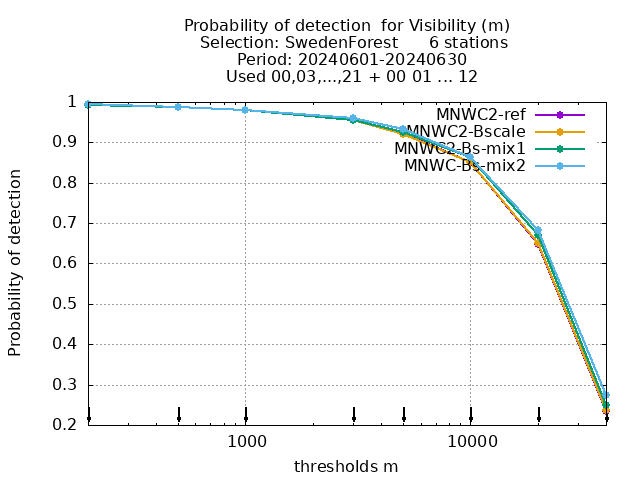 Probability of detection  for Visibility (m)
Selection: SwedenForest      6 stations
Period: 20240601-20240630
Used 00,03,...,21 + 00 01 ... 12
MNWC2-ref
MNWC2-Bscale
MNWC2-Bs-mix1
MNWC-Bs-mix2
Probability of detection
1
0.9
0.8
0.7
0.6
0.5
0.4
0.3
0.2
1000
10000
thresholds m